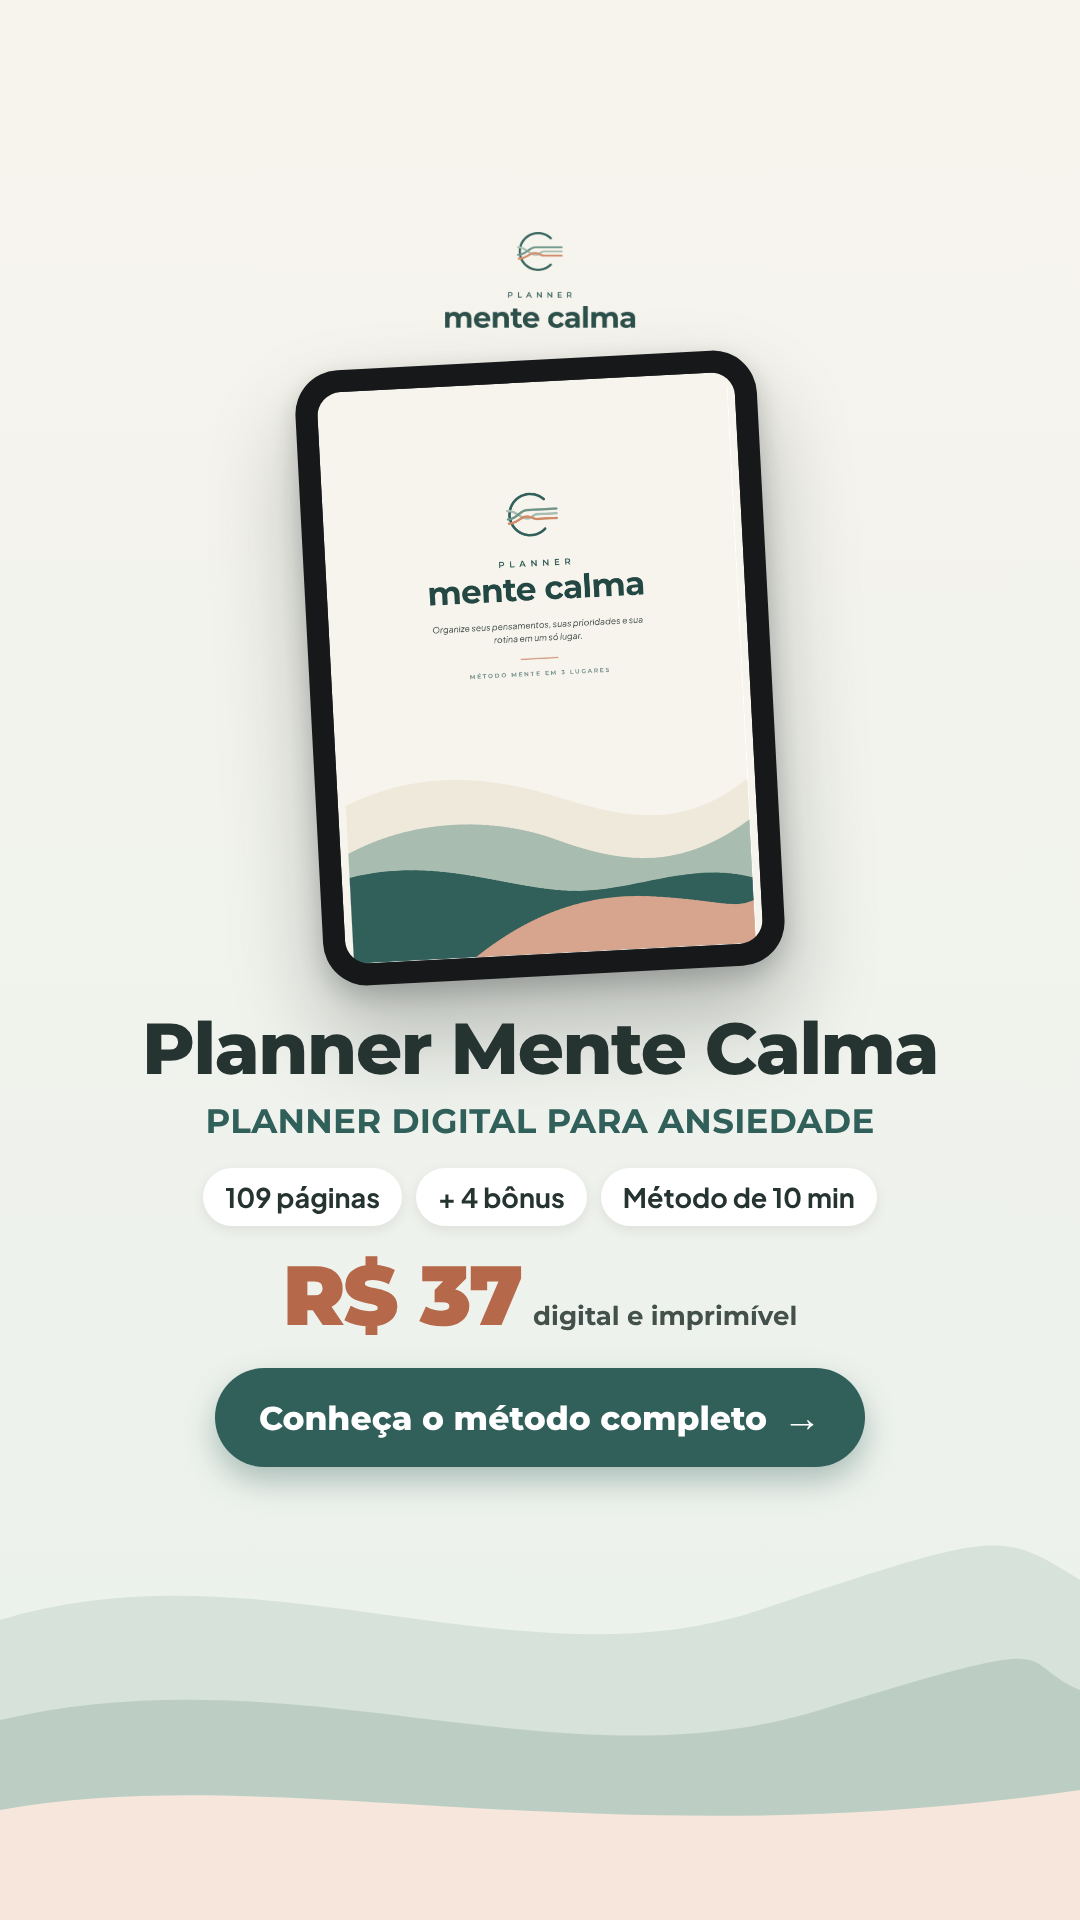 PLANNER
mente calma
PLANNER
mente calma
Organize seus pensamentos, suas prioridades e sua
rotina em um só lugar.
MÉTODO MENTE EM 3 LUGARES
Planner Mente Calma
PLANNER DIGITAL PARA ANSIEDADE
109 páginas + 4 bônus Método de 10 min
R$ 37 digital e imprimível
Conheça o método completo →